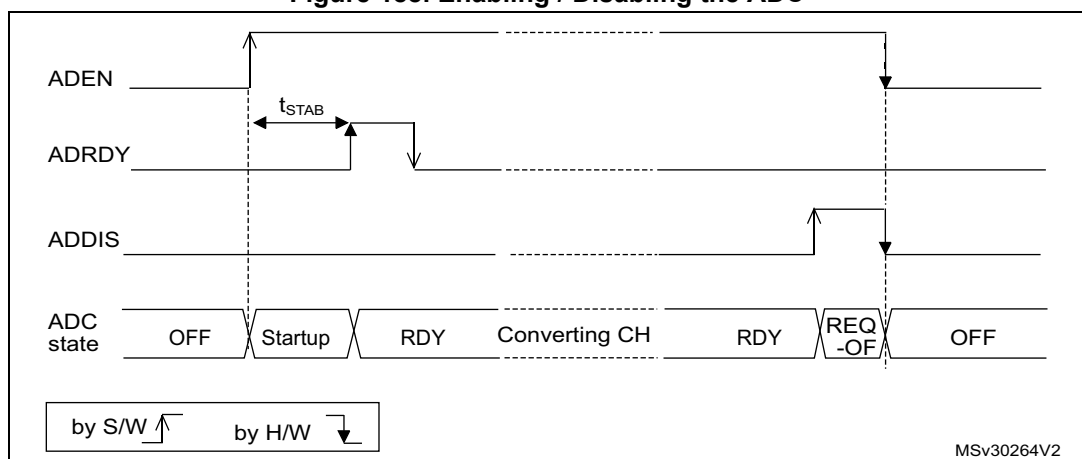 Figure Enabling / Disabling the ADC
ADEN
tSTAB
ADRDY
ADDIS
ADC
state
OFF
Startup
RDY
Converting CH
RDY
REQ
-OF
OFF
by S/W
by H/W
MSv30264V2